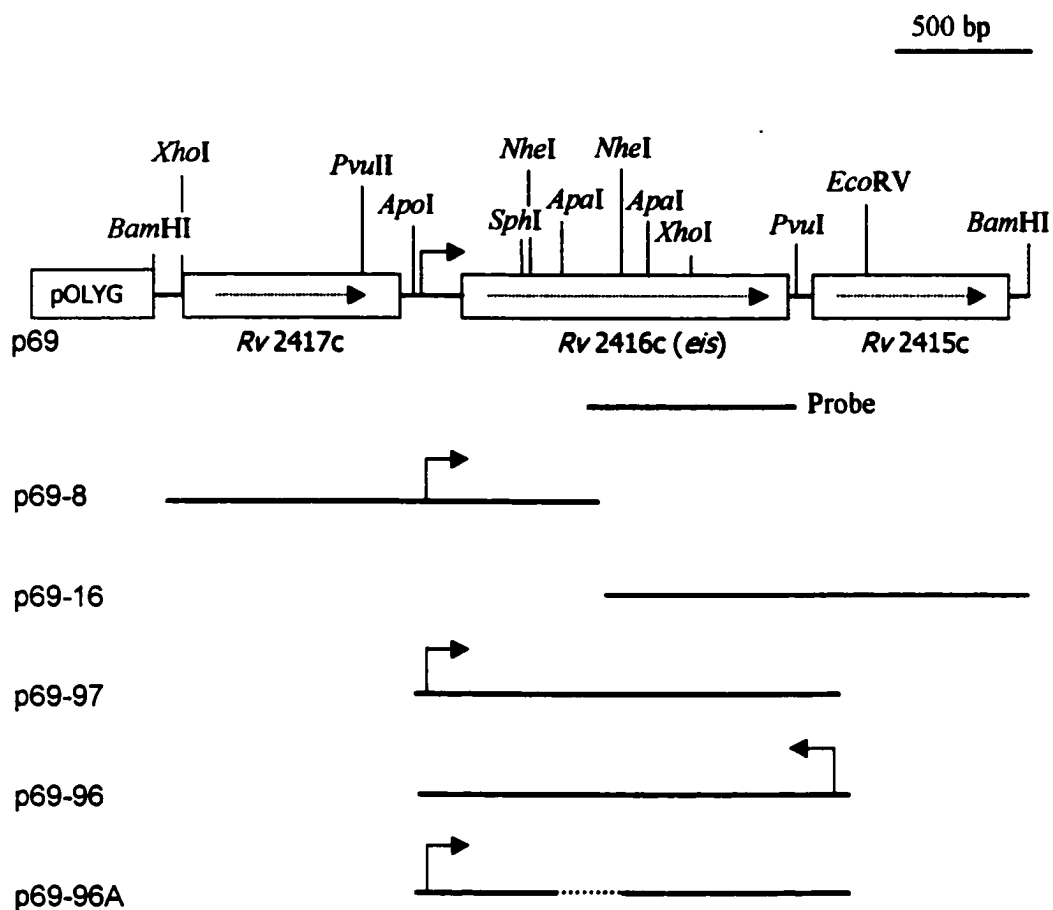 500 bp
XhoI
PvuII
NheI
NheI
EcoRV
BamHI
ApoI
SphI
ApaI
ApaI
XhoI
PvuI
BamHI
pOLYG
p69
Rv 2417c
Rv 2416c (eis)
Rv 2415c
Probe
p69-8
p69-16
p69-97
p69-96
p69-96A